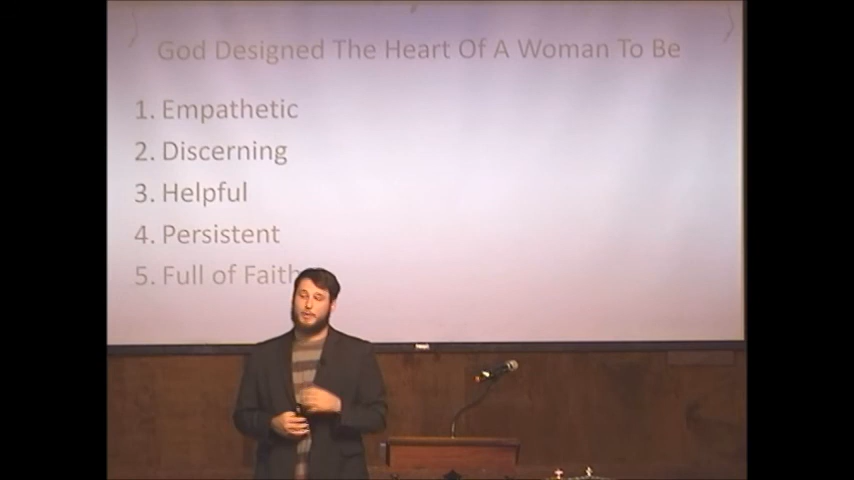 God Designed The Heart Of A Woman To Be
1. Empathetic
2. Discerning
3. Helpful
4. Persistent
5. Full of Faith